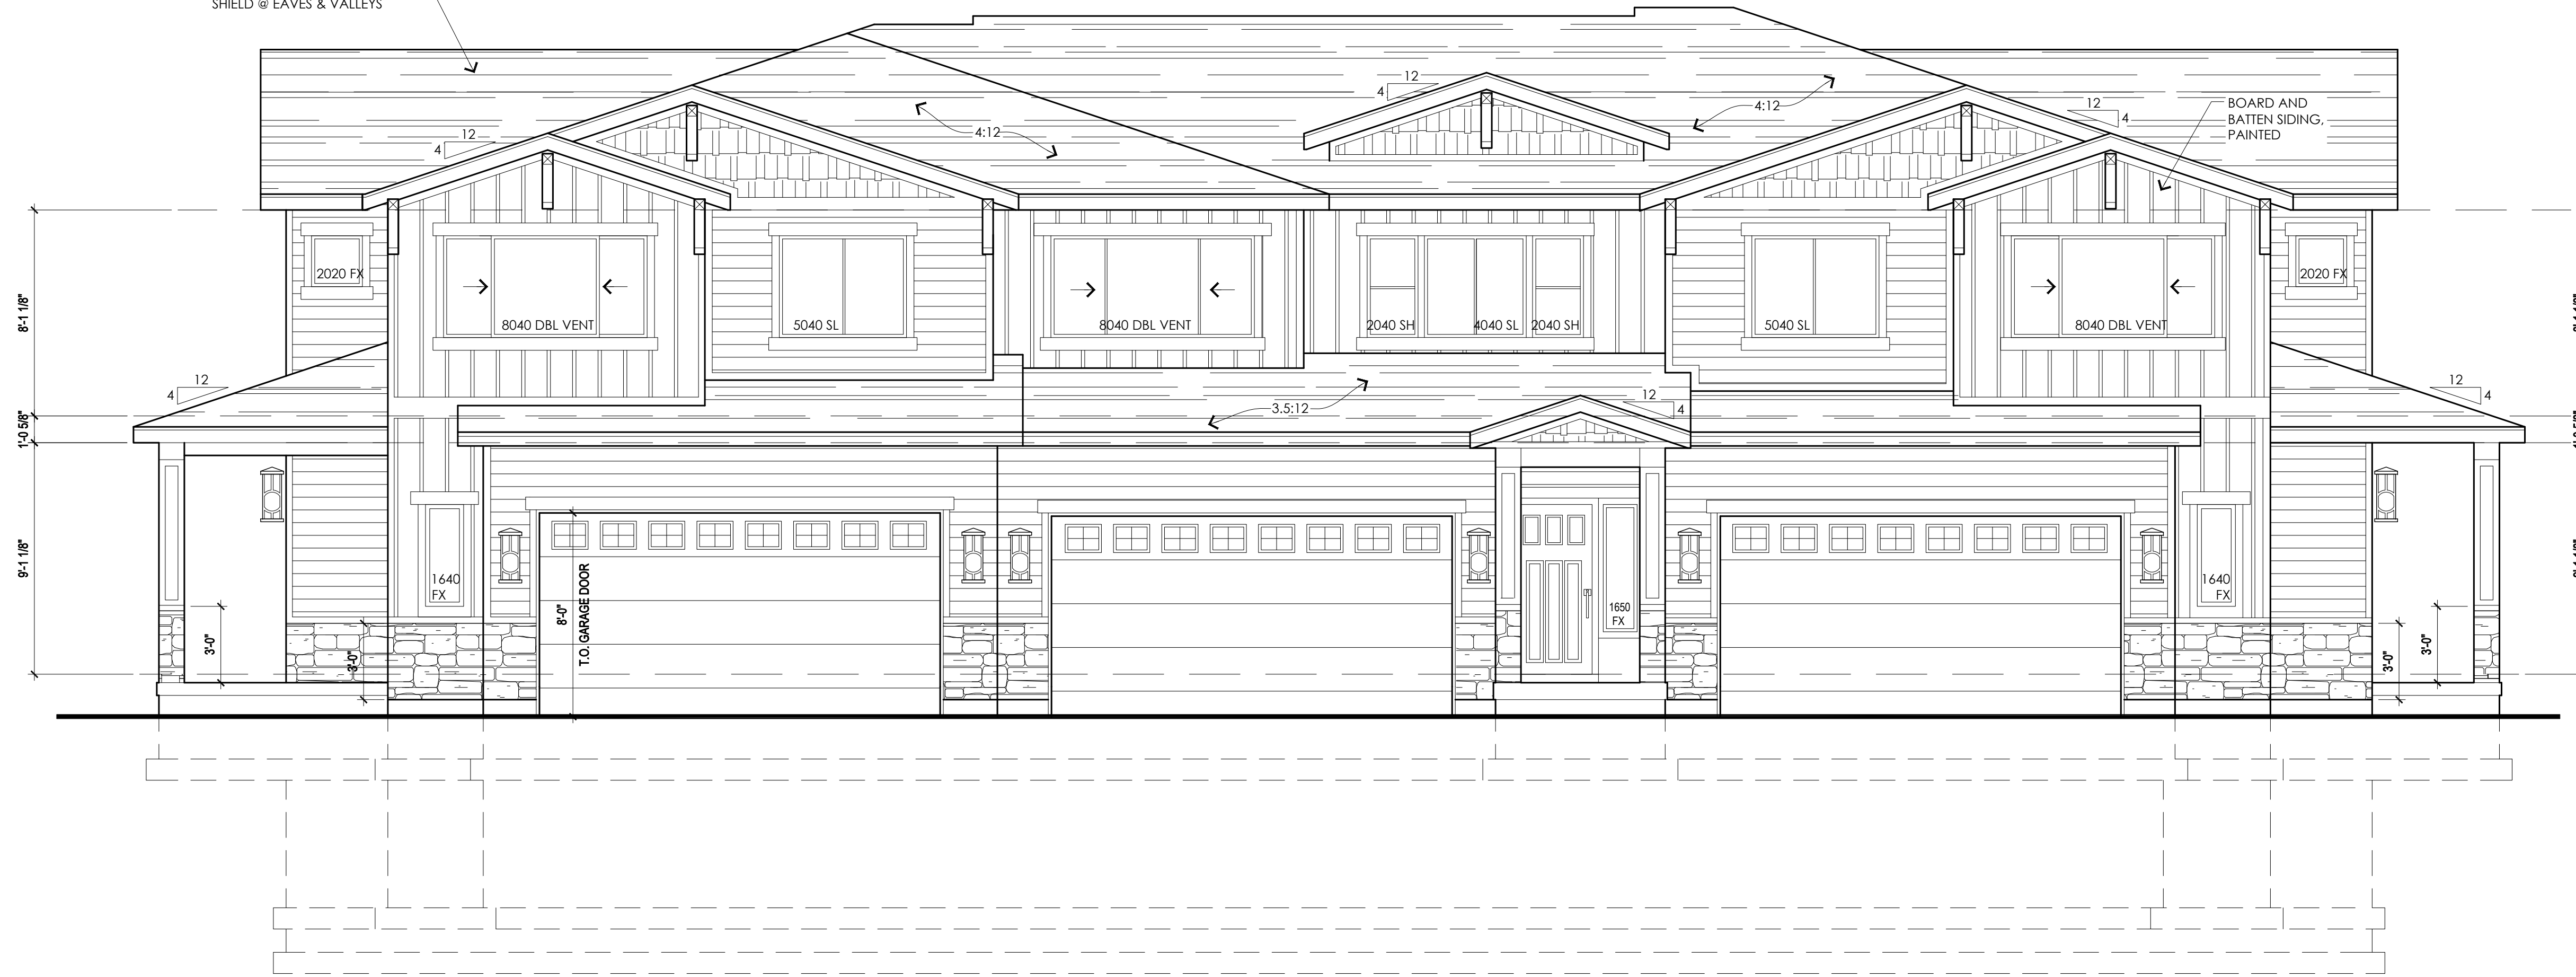 SHIELD @ EAVES & VALLEYS
12
4
12
4
4:12
12
4
4:12
12
4
BOARD AND
BATTEN SIDING,
PAINTED
2020 FX
8040 DBL VENT
5040 SL
8040 DBL VENT
2040 SH
4040 SL
2040 SH
5040 SL
8040 DBL VENT
2020 FX
8'-1 1/8"
12
4
3.5:12
12
4
12
4
1'-0 5/8"
9'-1 1/8"
1640
FX
8'-0"
T.O. GARAGE DOOR
1650
FX
1640
FX
3'-0"
3'-0"
3'-0"
3'-0"